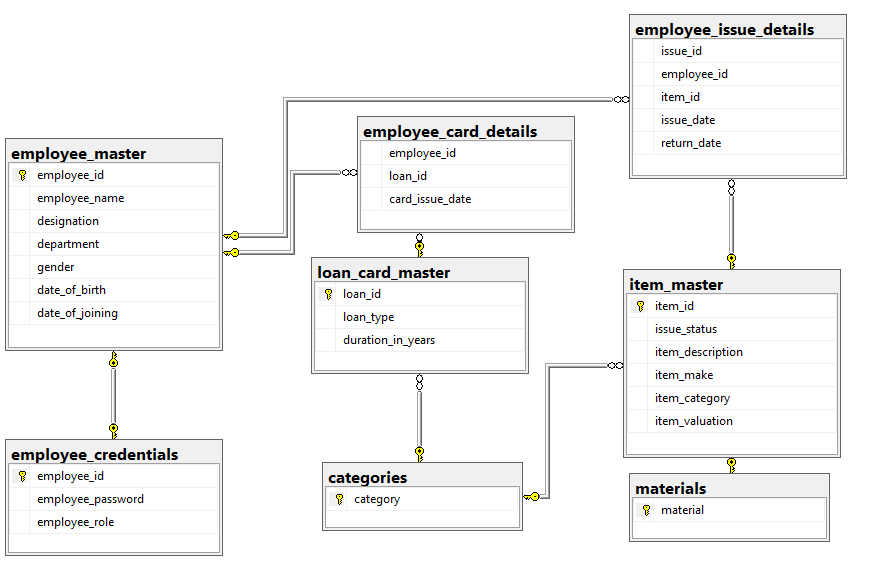 employee_issue_details
issue_id
employee_id
item_id
issue_date
return_date
employee_card_details
employee_id
loan_id
card_issue_date
employee_master
employee_id
employee_name
designation
department
gender
date_of_birth
date_of_joining
loan_card_master
loan_id
loan_type
duration_in_years
item_master
item_id
issue_status
item_description
item_make
item_category
item_valuation
employee_credentials
employee_id
employee_password
employee_role
categories
category
materials
material